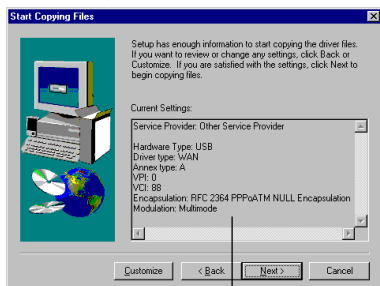 Start Copying Files
Setup has enough information to start copying the driver files.
If you want to review or change any settings, click Back or
Customize. If you are satisfied with the settings, click Next to
begin copying files.
Current Settings:
Service Provider: Other Service Provider
Hardware Type: USB
Driver type: WAN
Annex type: A
VPI: 0
VCI: 88
Encapsulation: RFC 2364 PPPoATM NULL Encapsulation
Modulation: Multimode
Customize
< Back
Next >
Cancel